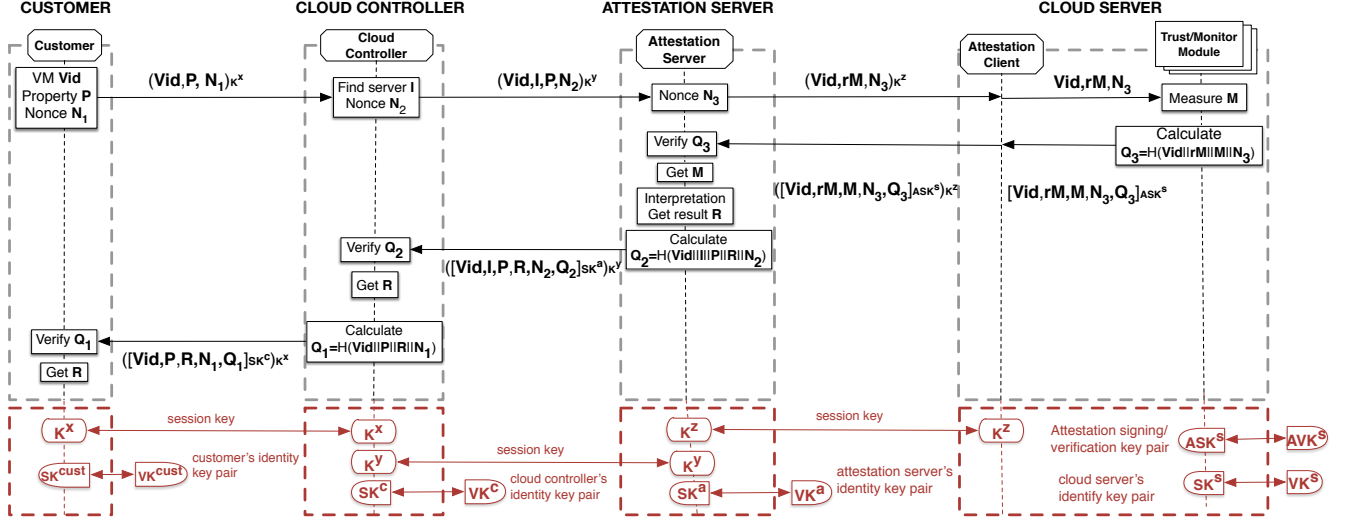 CUSTOMER
CLOUD CONTROLLER
ATTESTATION SERVER
CLOUD SERVER
Customer
Cloud
Controller
Attestation
Server
Attestation
Client
Trust/Monitor
Module
VM Vid
Property P
Nonce N1
(Vid,P, N1)Kx
Find server I
Nonce N2
(Vid,I,P,N2)Ky
Nonce N3
(Vid,rM,N3)Kz
Vid,rM,N3
Measure M
Verify Q3
Calculate
Q3=H(Vid||rM||M||N3)
Get M
([Vid,rM,M,N3,Q3]ASKs)Kz
[Vid,rM,M,N3,Q3]ASKs
Interpretation
Get result R
Verify Q2
Calculate
Q2=H(Vid||I||P||R||N2)
([Vid,I,P,R,N2,Q2]SKa)Ky
Get R
Verify Q1
Calculate
Q1=H(Vid||P||R||N1)
([Vid,P,R,N1,Q1]SKc)Kx
Get R
Kx
session key
Kx
Kz
session key
Kz
Attestation signing/
verification key pair
ASKs
AVKs
Ky
session key
Ky
SKcust
VKcust
customer's identity
key pair
SKc
VKc
cloud controller's
identity key pair
SKa
VKa
attestation server's
identity key pair
cloud server's
identify key pair
SKs
VKs